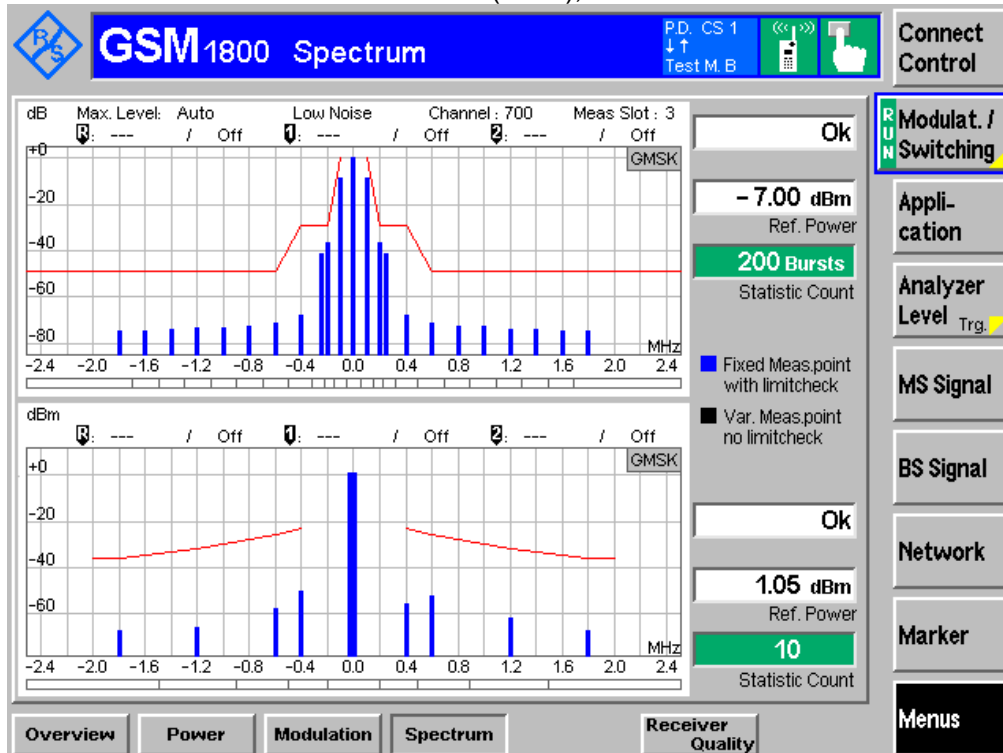 R&S
GSM 1800 Spectrum
P.D. CS 1
Test M. B
Connect
Control
dB Max. Level: Auto Low Noise Channel : 700 Meas Slot : 3
R: --- / Off 1: --- / Off 2: --- / Off
GMSK
+0
-20
-40
-60
-80
MHz
-2.4 -2.0 -1.6 -1.2 -0.8 -0.4 0.0 0.4 0.8 1.2 1.6 2.0 2.4
Ok
– 7.00 dBm
Ref. Power
200 Bursts
Statistic Count
Fixed Meas.point
with limitcheck
Var. Meas.point
no limitcheck
dBm
R: --- / Off 1: --- / Off 2: --- / Off
GMSK
+0
-20
-40
-60
MHz
-2.4 -2.0 -1.6 -1.2 -0.8 -0.4 0.0 0.4 0.8 1.2 1.6 2.0 2.4
Ok
1.05 dBm
Ref. Power
10
Statistic Count
RUN
Modulat. /
Switching
Appli-
cation
Analyzer
Level Trg.
MS Signal
BS Signal
Network
Marker
Menus
Overview Power Modulation Spectrum Receiver
Quality